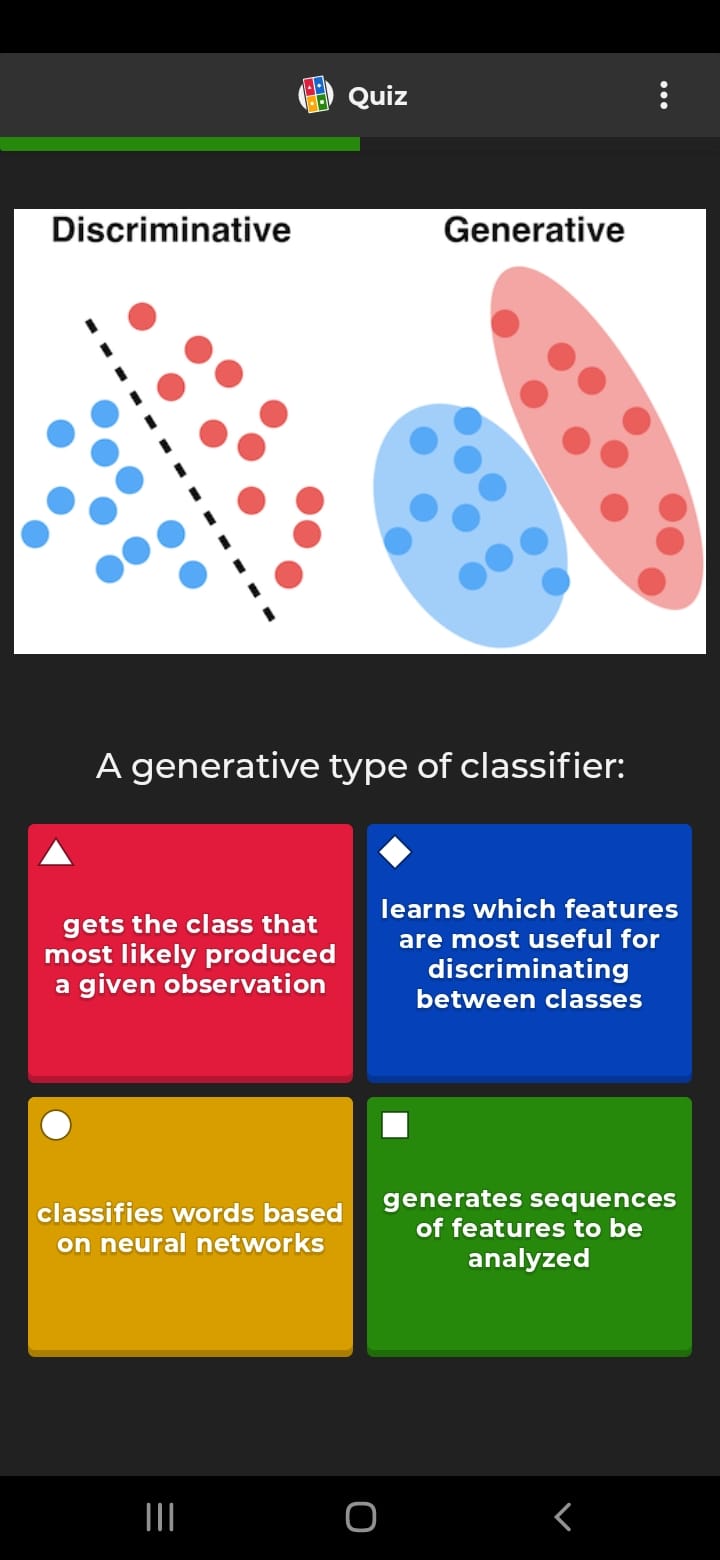 Quiz
Discriminative
Generative
A generative type of classifier:
gets the class that
most likely produced
a given observation
learns which features
are most useful for
discriminating
between classes
classifies words based
on neural networks
generates sequences
of features to be
analyzed